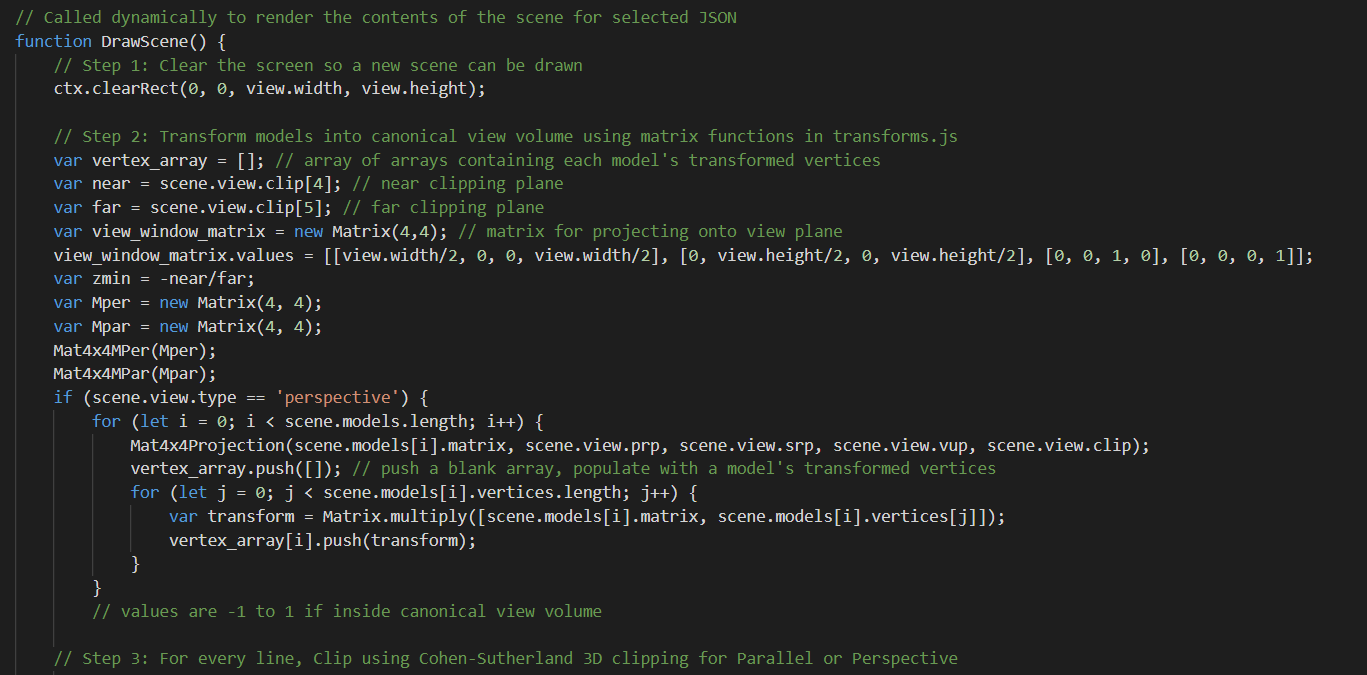 // Called dynamically to render the contents of the scene for selected JSON
function DrawScene() {
    // Step 1: Clear the screen so a new scene can be drawn
    ctx.clearRect(0, 0, view.width, view.height);

    // Step 2: Transform models into canonical view volume using matrix functions in transforms.js
    var vertex_array = []; // array of arrays containing each model's transformed vertices
    var near = scene.view.clip[4]; // near clipping plane
    var far = scene.view.clip[5]; // far clipping plane
    var view_window_matrix = new Matrix(4,4); // matrix for projecting onto view plane
    view_window_matrix.values = [[view.width/2, 0, 0, view.width/2], [0, view.height/2, 0, view.height/2], [0, 0, 1, 0], [0, 0, 0, 1]];
    var zmin = -near/far;
    var Mper = new Matrix(4, 4);
    var Mpar = new Matrix(4, 4);
    Mat4x4MPer(Mper);
    Mat4x4MPar(Mpar);
    if (scene.view.type == 'perspective') {
        for (let i = 0; i < scene.models.length; i++) {
            Mat4x4Projection(scene.models[i].matrix, scene.view.prp, scene.view.srp, scene.view.vup, scene.view.clip);
            vertex_array.push([]); // push a blank array, populate with a model's transformed vertices
            for (let j = 0; j < scene.models[i].vertices.length; j++) {
                var transform = Matrix.multiply([scene.models[i].matrix, scene.models[i].vertices[j]]);
                vertex_array[i].push(transform);
            }
        }
        // values are -1 to 1 if inside canonical view volume

    // Step 3: For every line, Clip using Cohen-Sutherland 3D clipping for Parallel or Perspective